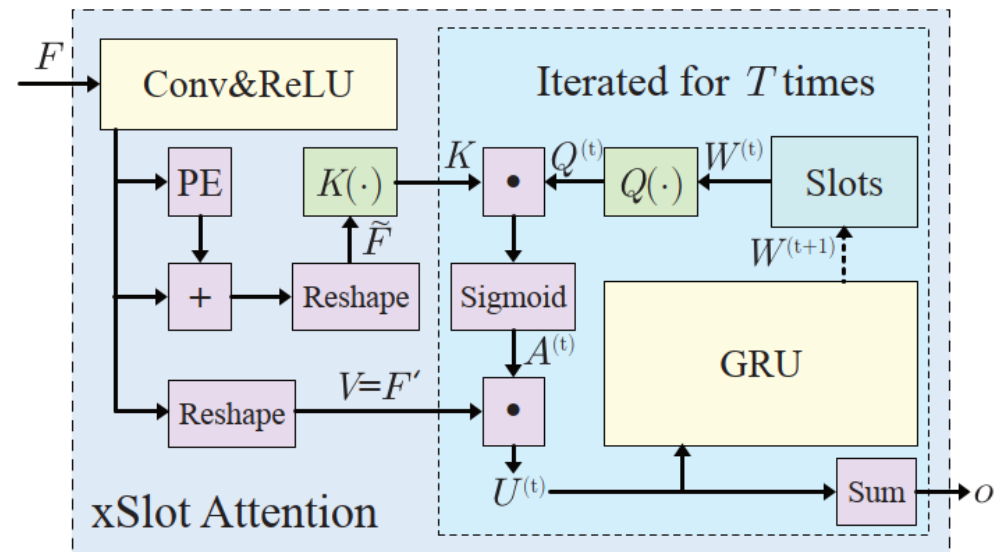 F
Conv&ReLU
Iterated for T times
PE
K(·)
K
•
Q⁽ᵗ⁾
Q(·)
W⁽ᵗ⁾
Slots
F̃
W⁽ᵗ⁺¹⁾
+
Reshape
Sigmoid
GRU
A⁽ᵗ⁾
Reshape
V=F′
•
U⁽ᵗ⁾
Sum
o
xSlot Attention